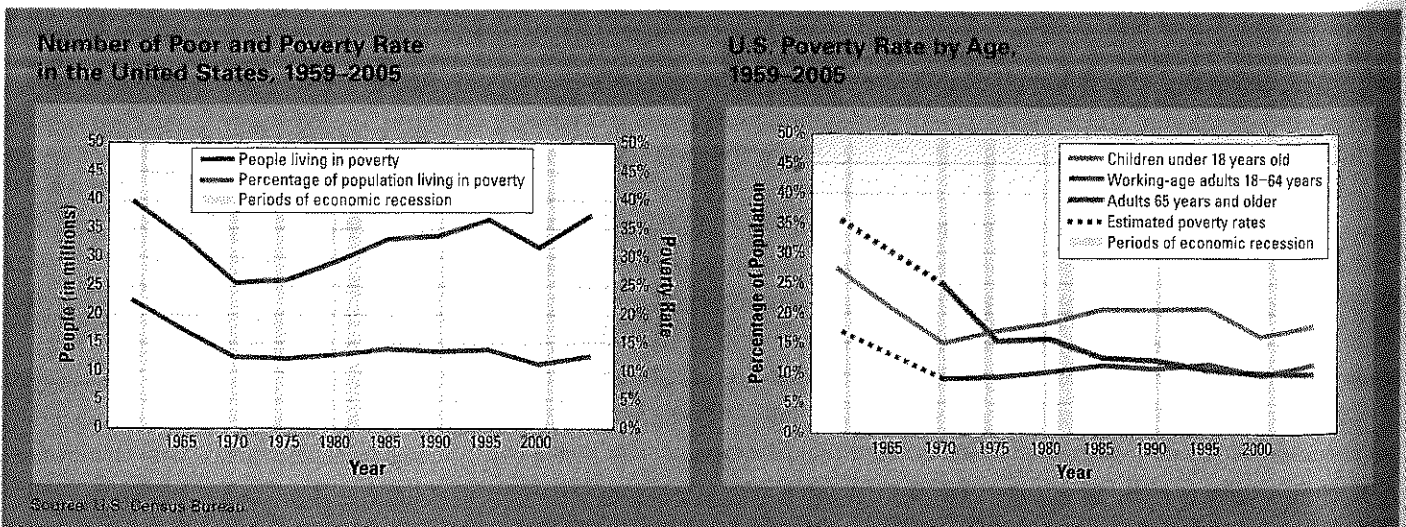 Number of Poor and Poverty Rate
in the United States, 1959–2005
50
45
40
35
30
25
20
15
10
5
0
People (in millions)
People living in poverty
Percentage of population living in poverty
Periods of economic recession
50%
45%
40%
35%
30%
25%
20%
15%
10%
5%
0%
Poverty Rate
1965 1970 1975 1980 1985 1990 1995 2000
Year
Source: U.S. Census Bureau
U.S. Poverty Rate by Age,
1959–2005
50%
45%
40%
35%
30%
25%
20%
15%
10%
5%
0%
Percentage of Population
Children under 18 years old
Working-age adults 18–64 years
Adults 65 years and older
Estimated poverty rates
Periods of economic recession
1965 1970 1975 1980 1985 1990 1995 2000
Year